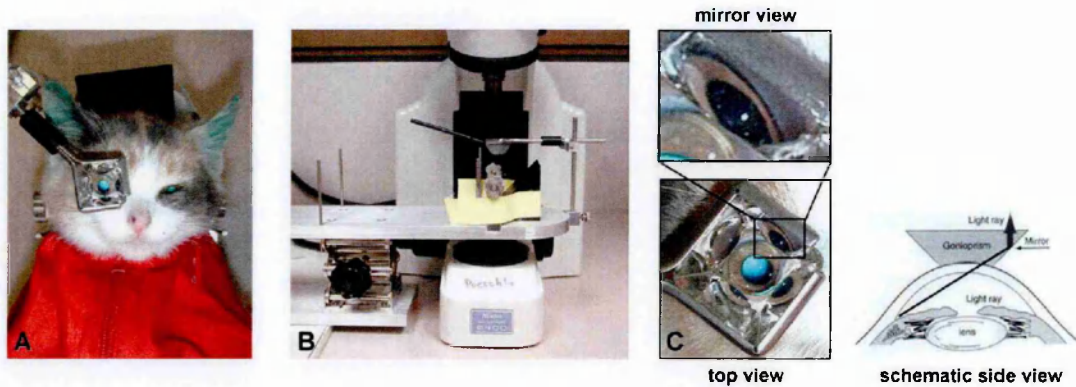 mirror view
A
B
C
top view
Light ray
Gonioprism
Mirror
Light ray
lens
schematic side view